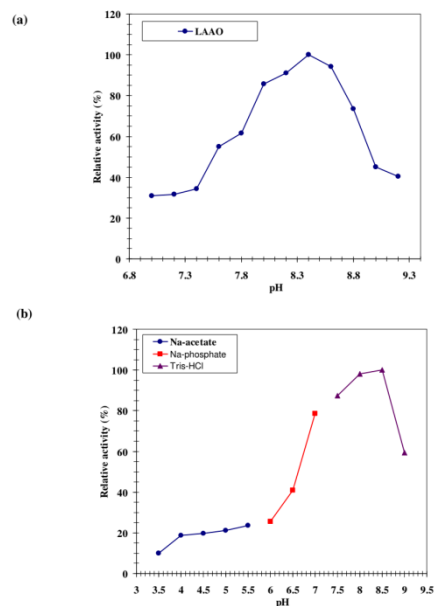 (a)
LAAO
120
100
80
60
40
20
0
Relative activity (%)
6.8 7.3 7.8 8.3 8.8 9.3
pH
(b)
Na-acetate
Na-phosphate
Tris-HCl
120
100
80
60
40
20
0
Relative activity (%)
3 3.5 4 4.5 5 5.5 6 6.5 7 7.5 8 8.5 9 9.5
pH